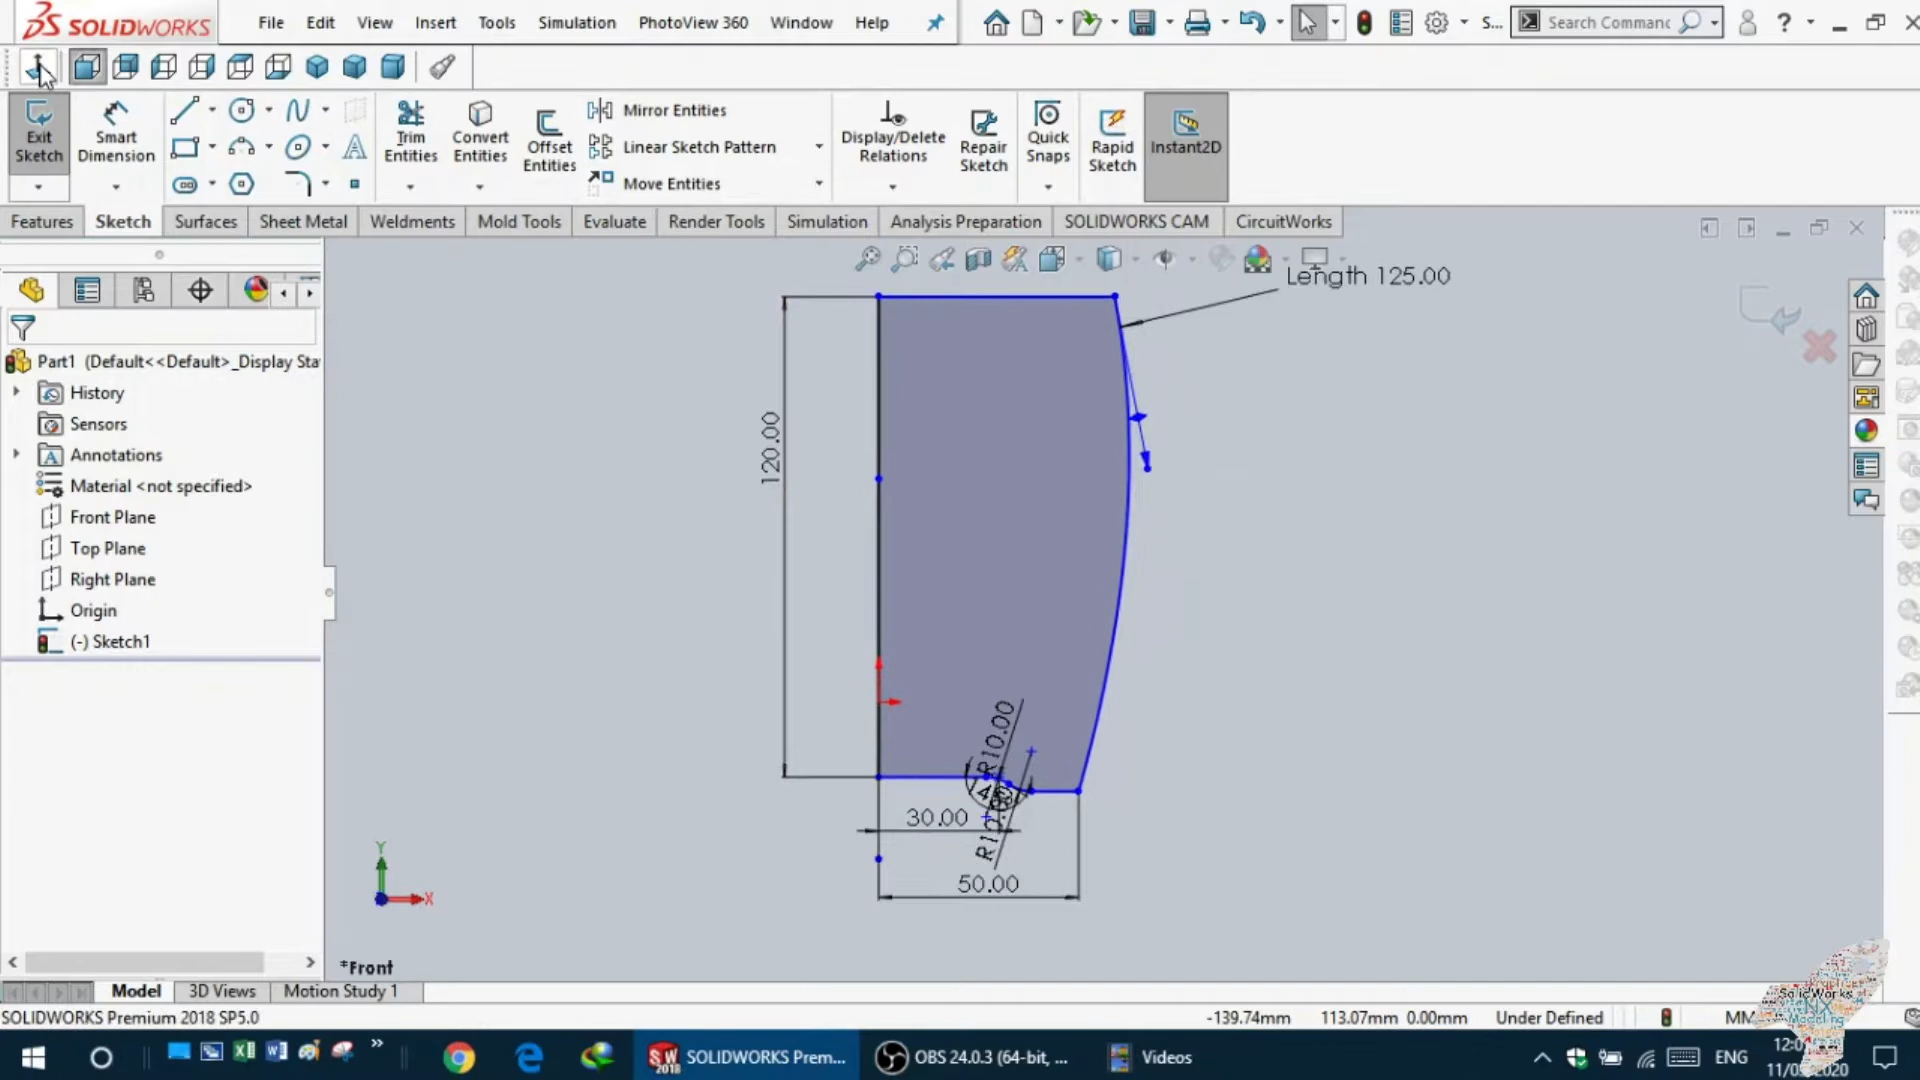 SOLIDWORKS File Edit View Insert Tools Simulation PhotoView 360 Window Help S... Search Commanc ?
Exit Sketch
Smart Dimension
Trim Entities
Convert Entities
Offset Entities
Mirror Entities
Linear Sketch Pattern
Move Entities
Display/Delete Relations
Repair Sketch
Quick Snaps
Rapid Sketch
Instant2D
Features Sketch Surfaces Sheet Metal Weldments Mold Tools Evaluate Render Tools Simulation Analysis Preparation SOLIDWORKS CAM CircuitWorks
Length 125.00
Part1 (Default<<Default>_Display Sta
History
Sensors
Annotations
Material <not specified>
Front Plane
Top Plane
Right Plane
Origin
(-) Sketch1
120.00
R10.00
30.00
50.00
Y
X
*Front
Model 3D Views Motion Study 1
SOLIDWORKS Premium 2018 SP5.0 -139.74mm 113.07mm 0.00mm Under Defined
SolidWorks
NX
Modeling
SOLIDWORKS Prem... OBS 24.0.3 (64-bit, ... Videos ENG